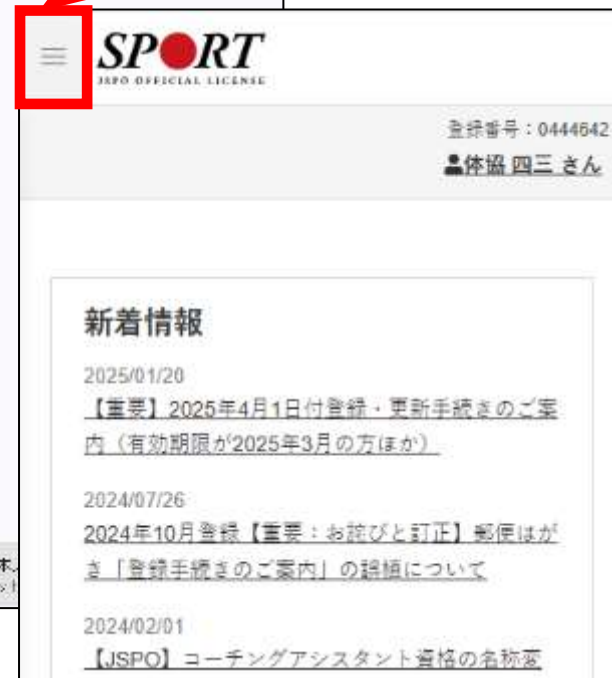 SPORT
JSPO OFFICIAL LICENSE
登録番号：0444642
体協 四三 さん
新着情報
2025/01/20
【重要】2025年4月1日付登録・更新手続きのご案
内（有効期限が2025年3月の方ほか）
2024/07/26
2024年10月登録【重要：お詫びと訂正】郵便はが
き「登録手続きのご案内」の誤植について
2024/02/01
【JSPO】コーチングアシスタント資格の名称変